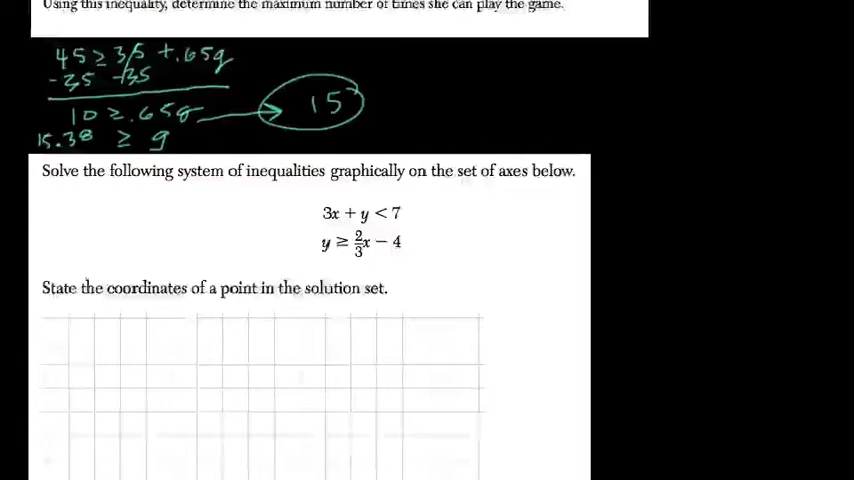 Using this inequality, determine the maximum number of times she can play the game.
45 ≥ 35 + .65g
-35 -35
10 ≥ .65g → 15
15.38 ≥ g
Solve the following system of inequalities graphically on the set of axes below.
3x + y < 7
y ≥ 2/3x − 4
State the coordinates of a point in the solution set.